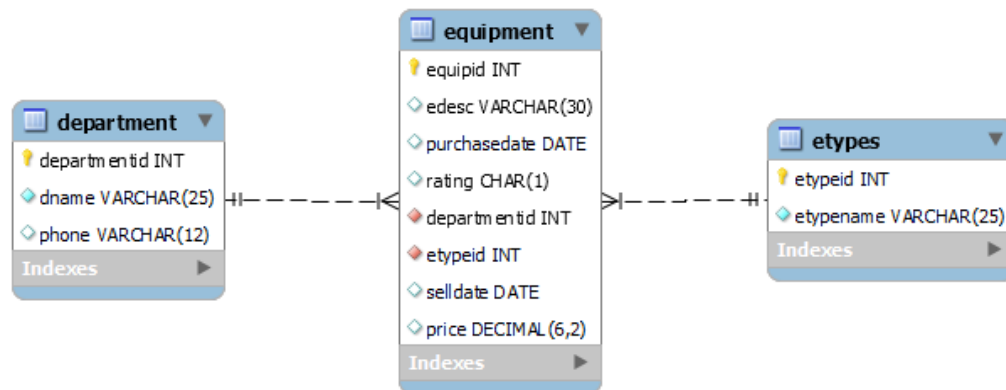 department
departmentid INT
dname VARCHAR(25)
phone VARCHAR(12)
Indexes
equipment
equipid INT
edesc VARCHAR(30)
purchasedate DATE
rating CHAR(1)
departmentid INT
etypeid INT
selldate DATE
price DECIMAL(6,2)
Indexes
etypes
etypeid INT
etypename VARCHAR(25)
Indexes